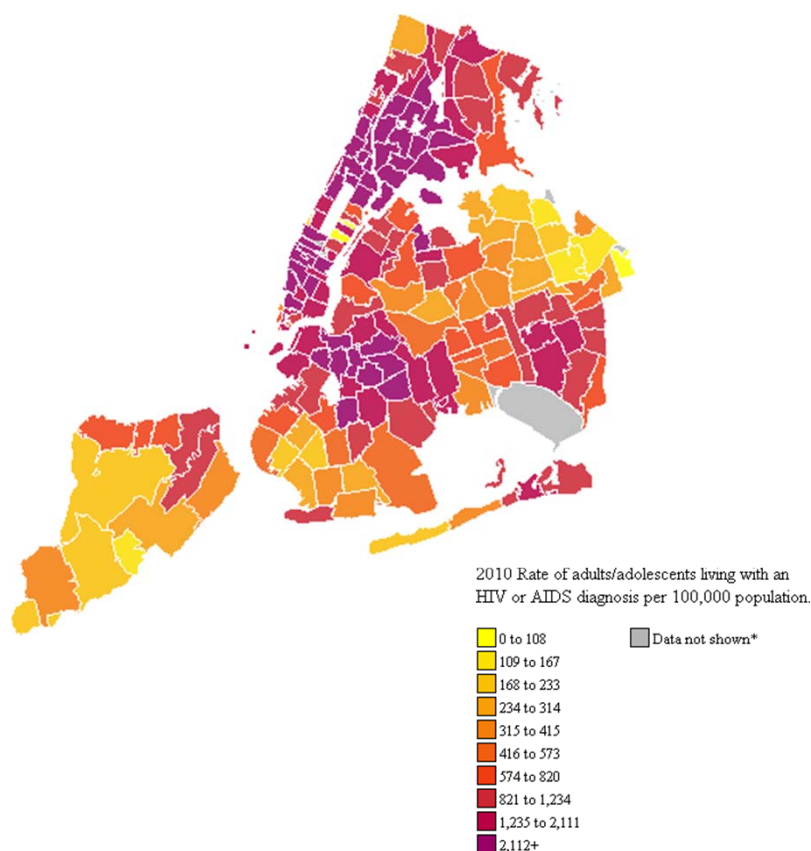 2010 Rate of adults/adolescents living with an
HIV or AIDS diagnosis per 100,000 population.
0 to 108
Data not shown*
109 to 167
168 to 233
234 to 314
315 to 415
416 to 573
574 to 820
821 to 1,234
1,235 to 2,111
2,112+